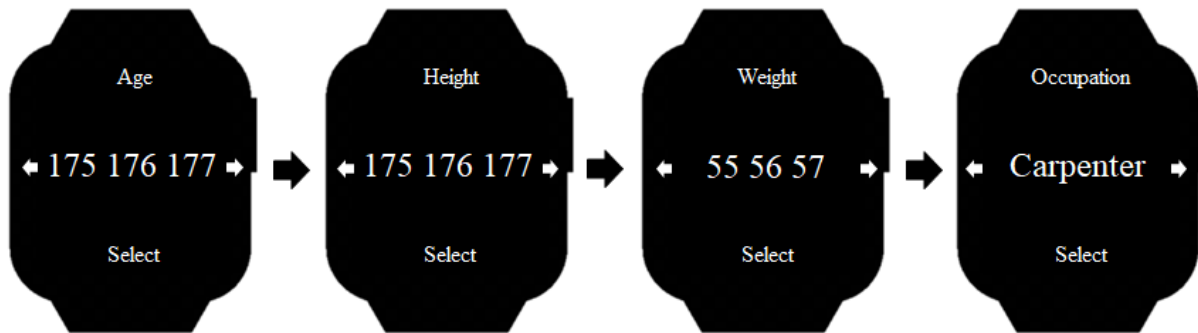 Age
175 176 177
Select
Height
175 176 177
Select
Weight
55 56 57
Select
Occupation
Carpenter
Select